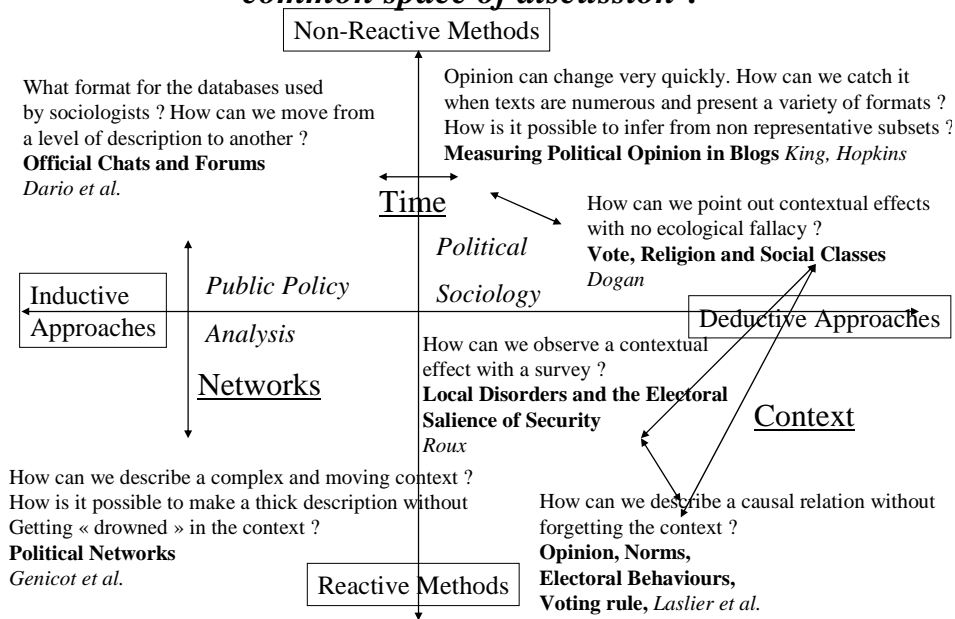 common space of discussion ?
Non-Reactive Methods
What format for the databases used
by sociologists ? How can we move from
a level of description to another ?
Official Chats and Forums
Dario et al.
Opinion can change very quickly. How can we catch it
when texts are numerous and present a variety of formats ?
How is it possible to infer from non representative subsets ?
Measuring Political Opinion in Blogs King, Hopkins
Time
How can we point out contextual effects
with no ecological fallacy ?
Vote, Religion and Social Classes
Dogan
Political
Sociology
Public Policy
Analysis
Inductive
Approaches
Deductive Approaches
Networks
How can we observe a contextual
effect with a survey ?
Local Disorders and the Electoral
Salience of Security
Roux
Context
How can we describe a complex and moving context ?
How is it possible to make a thick description without
Getting « drowned » in the context ?
Political Networks
Genicot et al.
Reactive Methods
How can we describe a causal relation without
forgetting the context ?
Opinion, Norms,
Electoral Behaviours,
Voting rule, Laslier et al.